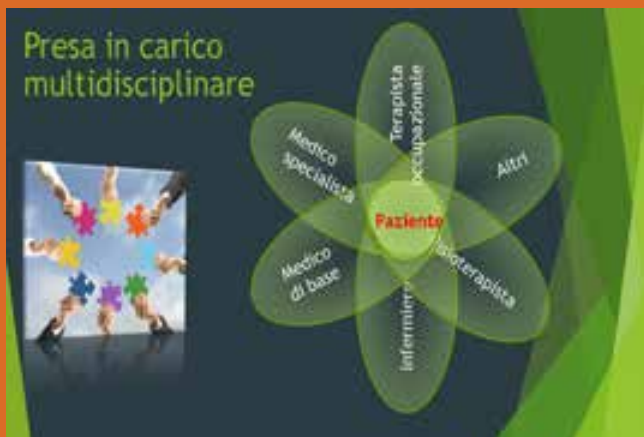 Presa in carico
multidisciplinare
Terapista
occupazionale
Altri
Fisioterapista
Infermiere
Medico
di base
Medico
specialista
Paziente